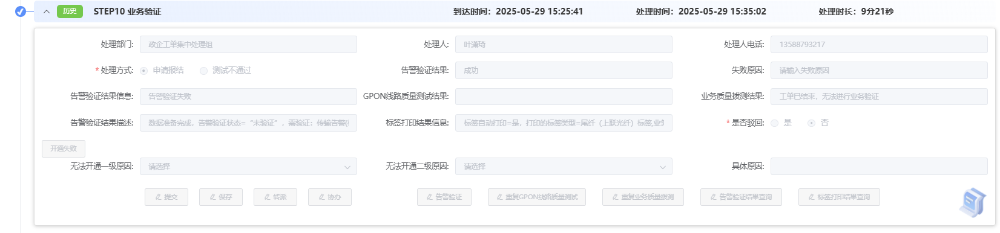 历史 STEP10 业务验证 到达时间：2025-05-29 15:25:41 处理时间：2025-05-29 15:35:02 处理时长：9分21秒
处理部门: 政企工单集中处理组 处理人: 叶潇琦 处理人电话: 13588793217
* 处理方式: 申请报结 测试不通过 告警验证结果: 成功 失败原因: 请输入失败原因
告警验证结果信息: 告警验证失败 GPON线路质量测试结果: 业务质量拨测结果: 工单已结束，无法进行业务验证
告警验证结果描述: 数据准备完成，告警验证状态=“未验证”，需验证：传输告警( 标签打印结果信息: 标签自动打印=是，打印的标签类型=尾纤（上联光纤）标签,业务 * 是否驳回: 是 否
开通失败
无法开通一级原因: 请选择 无法开通二级原因: 请选择 具体原因:
提交 保存 转派 协办 告警验证 重复GPON线路质量测试 重复业务质量拨测 告警验证结果查询 标签打印结果查询